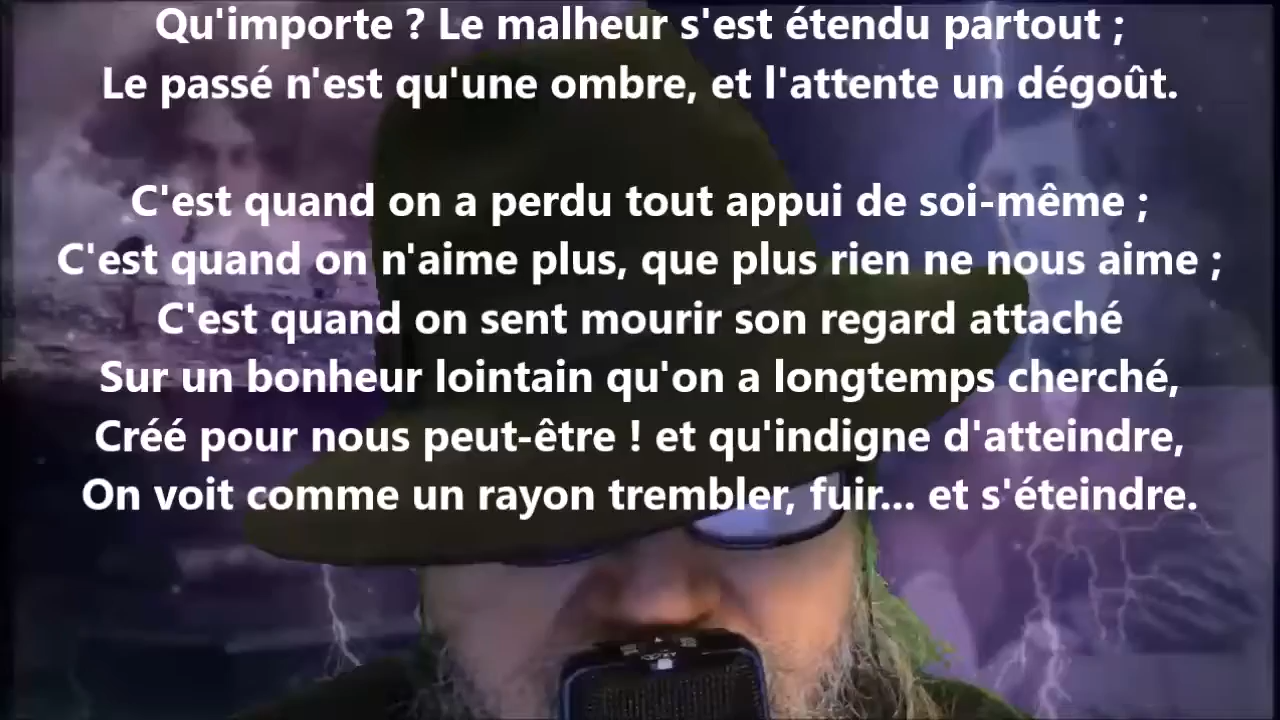 Qu'importe ? Le malheur s'est étendu partout ;
Le passé n'est qu'une ombre, et l'attente un dégoût.
C'est quand on a perdu tout appui de soi-même ;
C'est quand on n'aime plus, que plus rien ne nous aime ;
C'est quand on sent mourir son regard attaché
Sur un bonheur lointain qu'on a longtemps cherché,
Créé pour nous peut-être ! et qu'indigne d'atteindre,
On voit comme un rayon trembler, fuir... et s'éteindre.